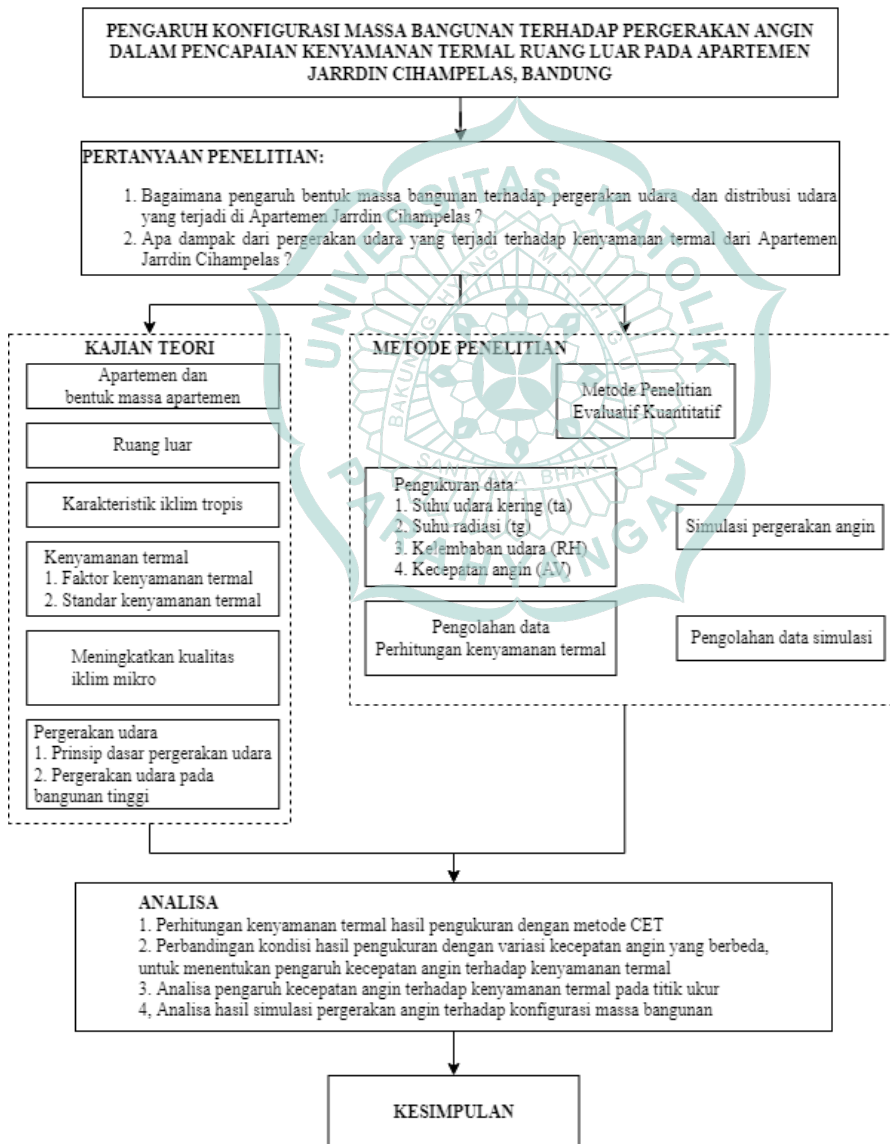 PENGARUH KONFIGURASI MASSA BANGUNAN TERHADAP PERGERAKAN ANGIN
DALAM PENCAPAIAN KENYAMANAN TERMAL RUANG LUAR PADA APARTEMEN
JARRDIN CIHAMPELAS, BANDUNG
PERTANYAAN PENELITIAN:
1. Bagaimana pengaruh bentuk massa bangunan terhadap pergerakan udara dan distribusi udara
yang terjadi di Apartemen Jarrdin Cihampelas ?
2. Apa dampak dari pergerakan udara yang terjadi terhadap kenyamanan termal dari Apartemen
Jarrdin Cihampelas ?
KAJIAN TEORI
Apartemen dan
bentuk massa apartemen
Ruang luar
Karakteristik iklim tropis
Kenyamanan termal
1. Faktor kenyamanan termal
2. Standar kenyamanan termal
Meningkatkan kualitas
iklim mikro
Pergerakan udara
1. Prinsip dasar pergerakan udara
2. Pergerakan udara pada
bangunan tinggi
METODE PENELITIAN
Metode Penelitian
Evaluatif Kuantitatif
Pengukuran data:
1. Suhu udara kering (ta)
2. Suhu radiasi (tg)
3. Kelembaban udara (RH)
4. Kecepatan angin (AV)
Simulasi pergerakan angin
Pengolahan data
Perhitungan kenyamanan termal
Pengolahan data simulasi
ANALISA
1. Perhitungan kenyamanan termal hasil pengukuran dengan metode CET
2. Perbandingan kondisi hasil pengukuran dengan variasi kecepatan angin yang berbeda,
untuk menentukan pengaruh kecepatan angin terhadap kenyamanan termal
3. Analisa pengaruh kecepatan angin terhadap kenyamanan termal pada titik ukur
4, Analisa hasil simulasi pergerakan angin terhadap konfigurasi massa bangunan
KESIMPULAN
UNIVERSITAS KATOLIK
PARAHYANGAN
BAKUNING HYANG MRIH GUNA
SANTYAYA BHAKTI